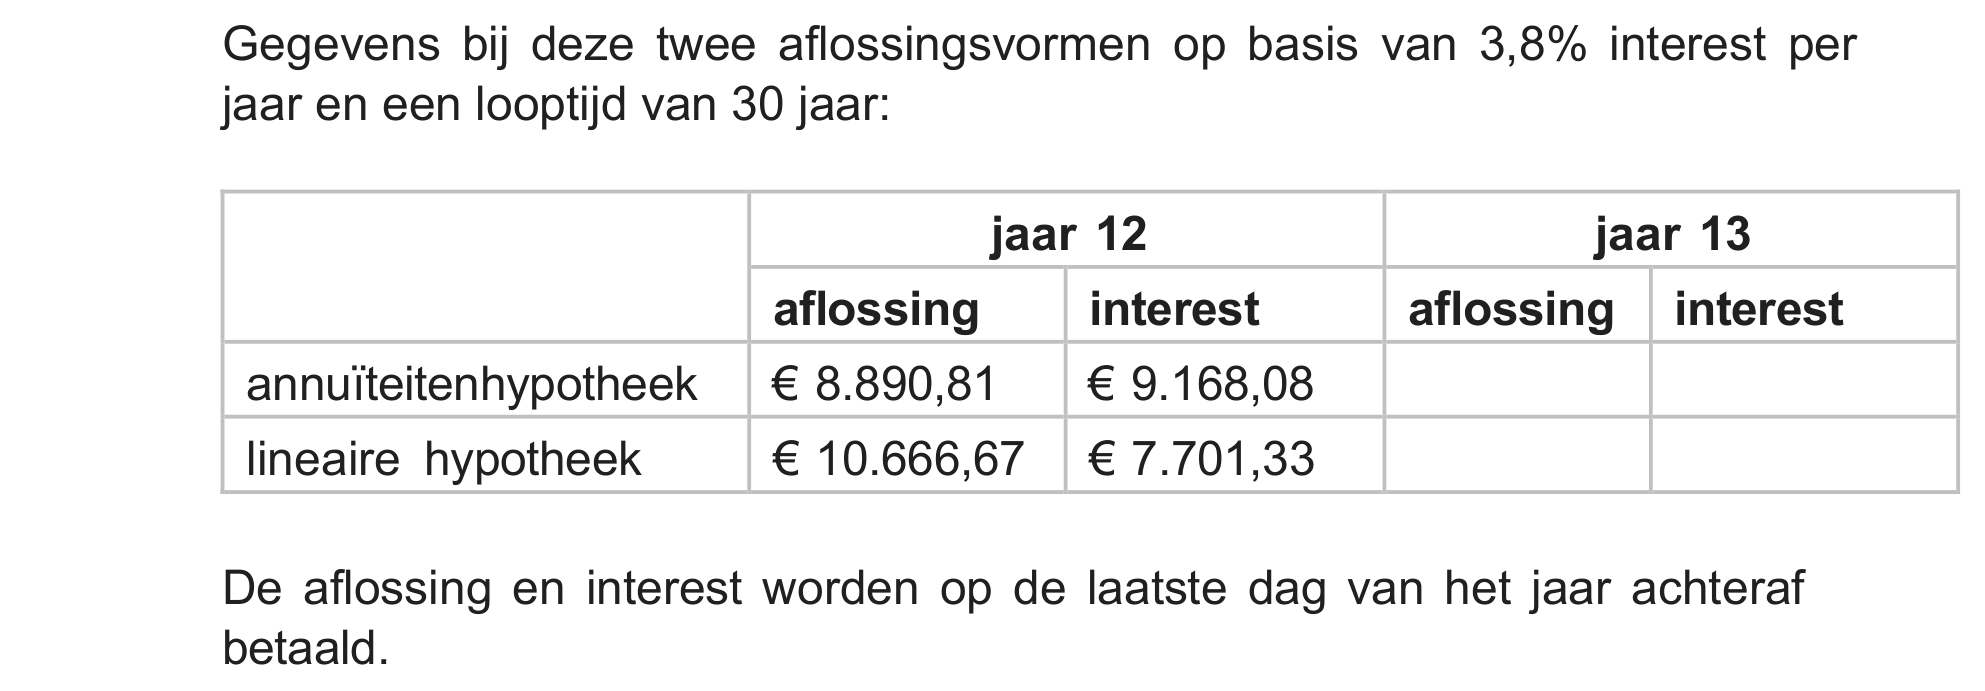 Gegevens bij deze twee aflossingsvormen op basis van 3,8% interest per
jaar en een looptijd van 30 jaar:
jaar 12 jaar 13
aflossing interest aflossing interest
annuïteitenhypotheek € 8.890,81 € 9.168,08
lineaire hypotheek € 10.666,67 € 7.701,33
De aflossing en interest worden op de laatste dag van het jaar achteraf
betaald.